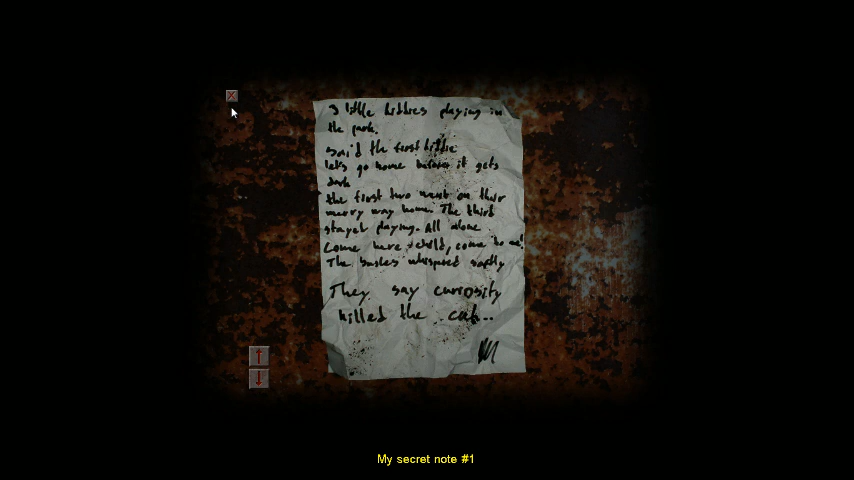 3 little kiddies playing in
the park.
said the first kiddie
let's go home before it gets
dark
the first two went on their
merry way home. The third
stayed playing. All alone
Come here child, come to me!
The bushes whispered softly
They say curiosity
killed the cat..
My secret note #1